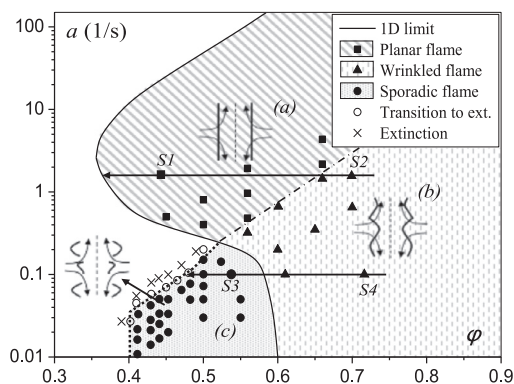 a (1/s)
100
10
1
0.1
0.01
1D limit
Planar flame
Wrinkled flame
Sporadic flame
Transition to ext.
Extinction
(a)
S1
S2
(b)
S3
S4
(c)
φ
0.3 0.4 0.5 0.6 0.7 0.8 0.9